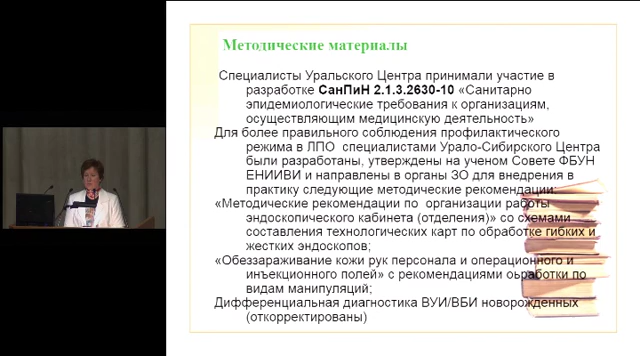 Методические материалы
Специалисты Уральского Центра принимали участие в
разработке СанПиН 2.1.3.2630-10 «Санитарно
эпидемиологические требования к организациям,
осуществляющим медицинскую деятельность»
Для более правильного соблюдения профилактического
режима в ЛПО специалистами Урало-Сибирского Центра
были разработаны, утверждены на ученом Совете ФБУН
ЕНИИВИ и направлены в органы ЗО для внедрения в
практику следующие методические рекомендации:
«Методические рекомендации по организации работы
эндоскопического кабинета (отделения)» со схемами
составления технологических карт по обработке гибких и
жестких эндоскопов;
«Обеззараживание кожи рук персонала и операционного и
инъекционного полей» с рекомендациями обработки по
видам манипуляций;
Дифференциальная диагностика ВУИ/ВБИ новорожденных
(откорректированы)